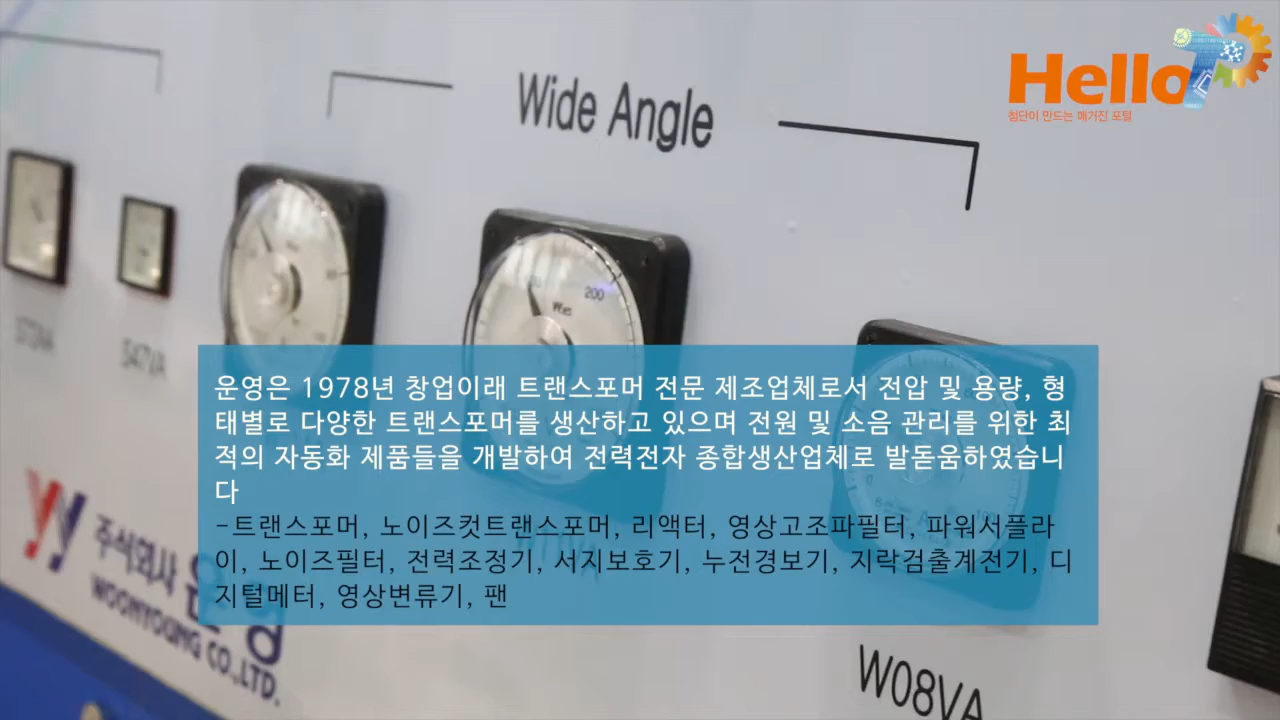 Hello
첨단이 만드는 매거진 포털
Wide Angle
200
S47VA
운영은 1978년 창업이래 트랜스포머 전문 제조업체로서 전압 및 용량, 형
태별로 다양한 트랜스포머를 생산하고 있으며 전원 및 소음 관리를 위한 최
적의 자동화 제품들을 개발하여 전력전자 종합생산업체로 발돋움하였습니
다
-트랜스포머, 노이즈컷트랜스포머, 리액터, 영상고조파필터, 파워서플라
이, 노이즈필터, 전력조정기, 서지보호기, 누전경보기, 지락검출계전기, 디
지털메터, 영상변류기, 팬
주식회사 운영
WOONYOUNG CO.,LTD.
W08VA